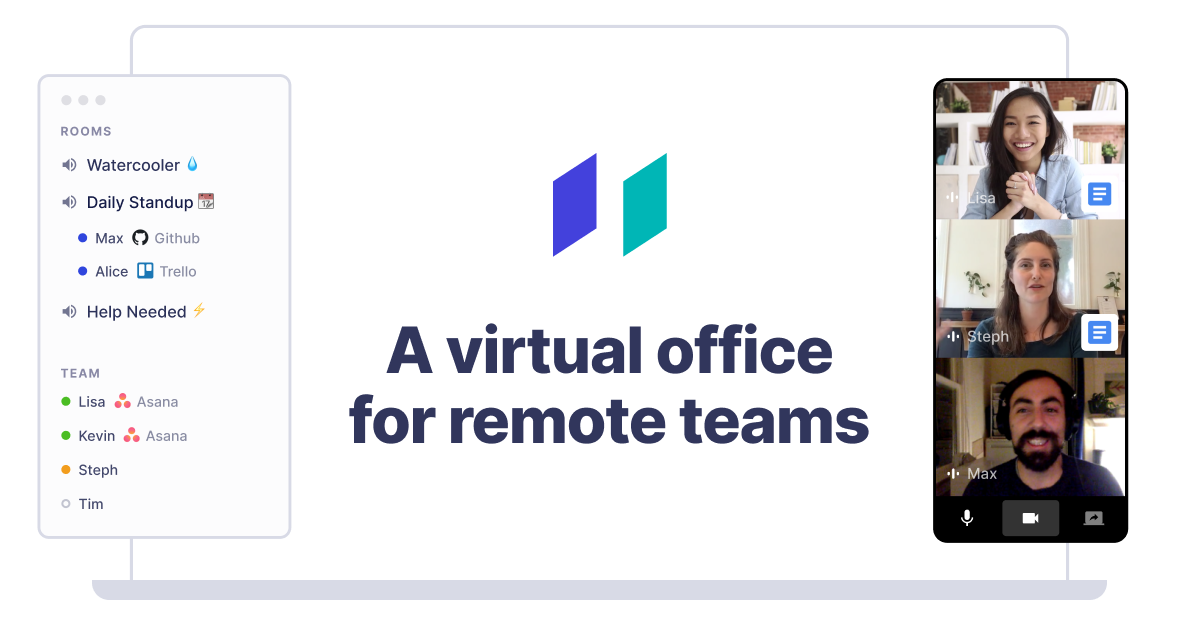 ROOMS
Watercooler 💧
Daily Standup 📆
Max Github
Alice Trello
Help Needed ⚡
TEAM
Lisa Asana
Kevin Asana
Steph
Tim
A virtual office
for remote teams
Lisa
Steph
Max